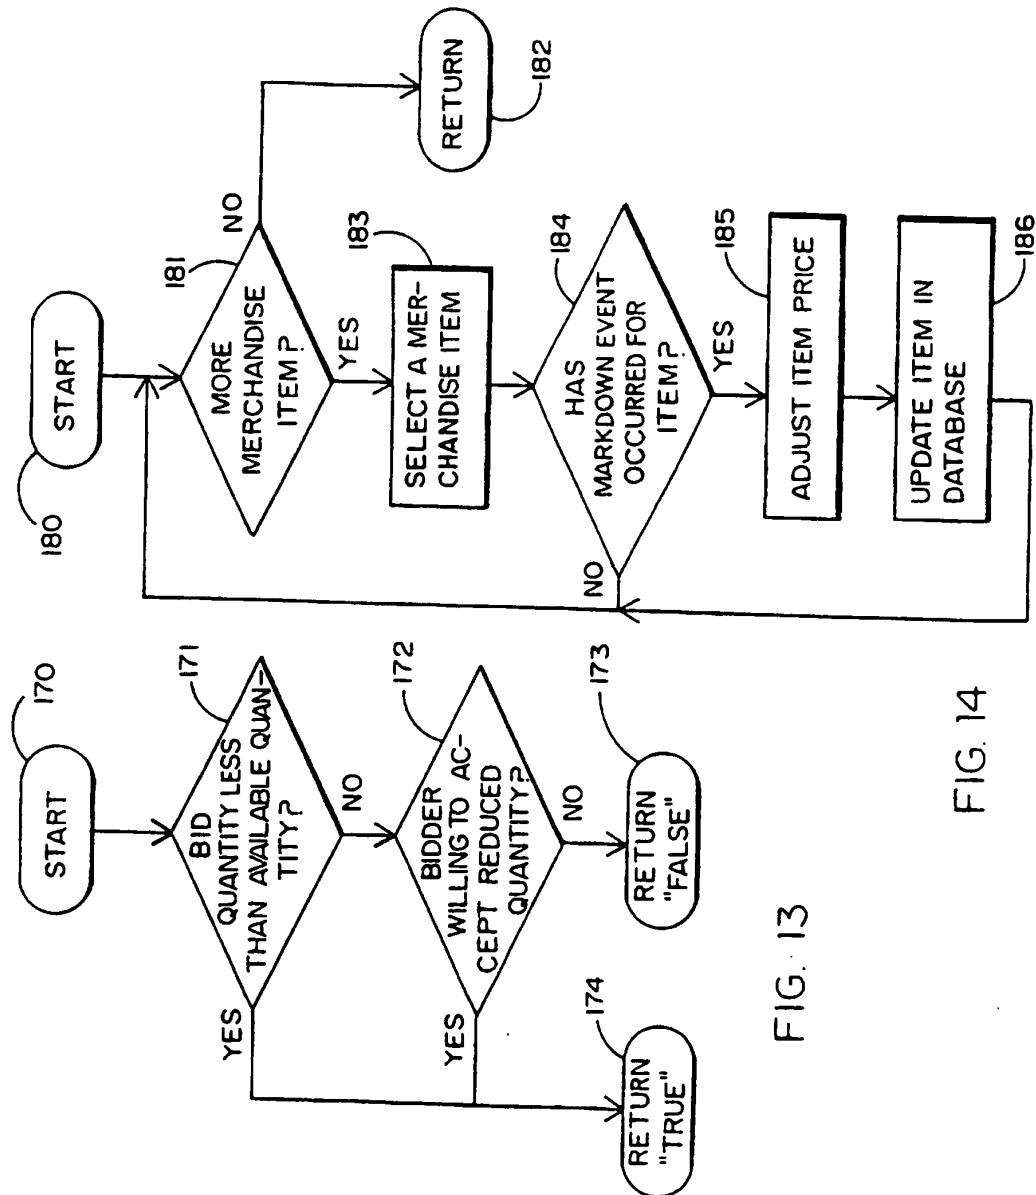 170
START
171
BID
QUANTITY LESS
THAN AVAILABLE QUAN-
TITY?
YES
NO
172
BIDDER
WILLING TO AC-
CEPT REDUCED
QUANTITY?
YES
NO
173
RETURN
"FALSE"
174
RETURN
"TRUE"
FIG. 13
180
START
181
MORE
MERCHANDISE
ITEM?
NO
YES
RETURN
182
183
SELECT A MER-
CHANDISE ITEM
184
HAS
MARKDOWN EVENT
OCCURRED FOR
ITEM?
NO
YES
185
ADJUST ITEM PRICE
186
UPDATE ITEM IN
DATABASE
FIG. 14